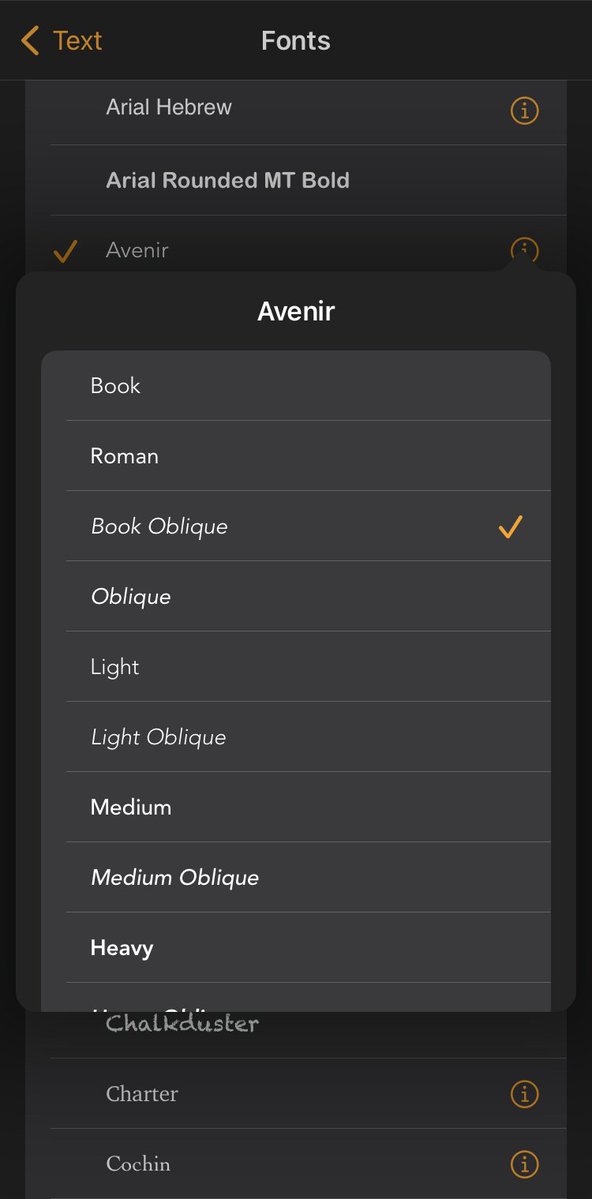 Text
Fonts
Arial Hebrew
Arial Rounded MT Bold
Avenir
Avenir
Book
Roman
Book Oblique
Oblique
Light
Light Oblique
Medium
Medium Oblique
Heavy
Chalkduster
Charter
Cochin